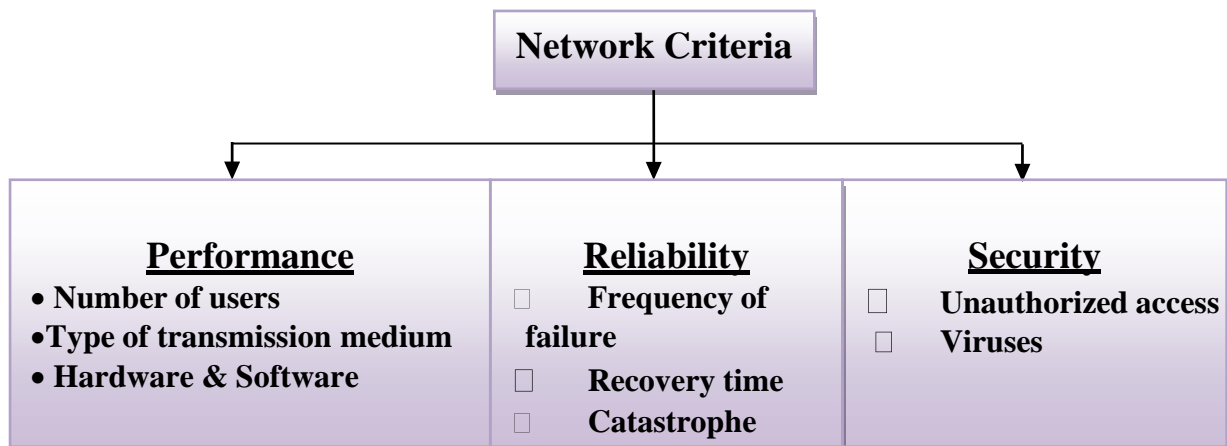 Network Criteria
Performance
• Number of users
•Type of transmission medium
• Hardware & Software
Reliability
□ Frequency of
failure
□ Recovery time
□ Catastrophe
Security
□ Unauthorized access
□ Viruses